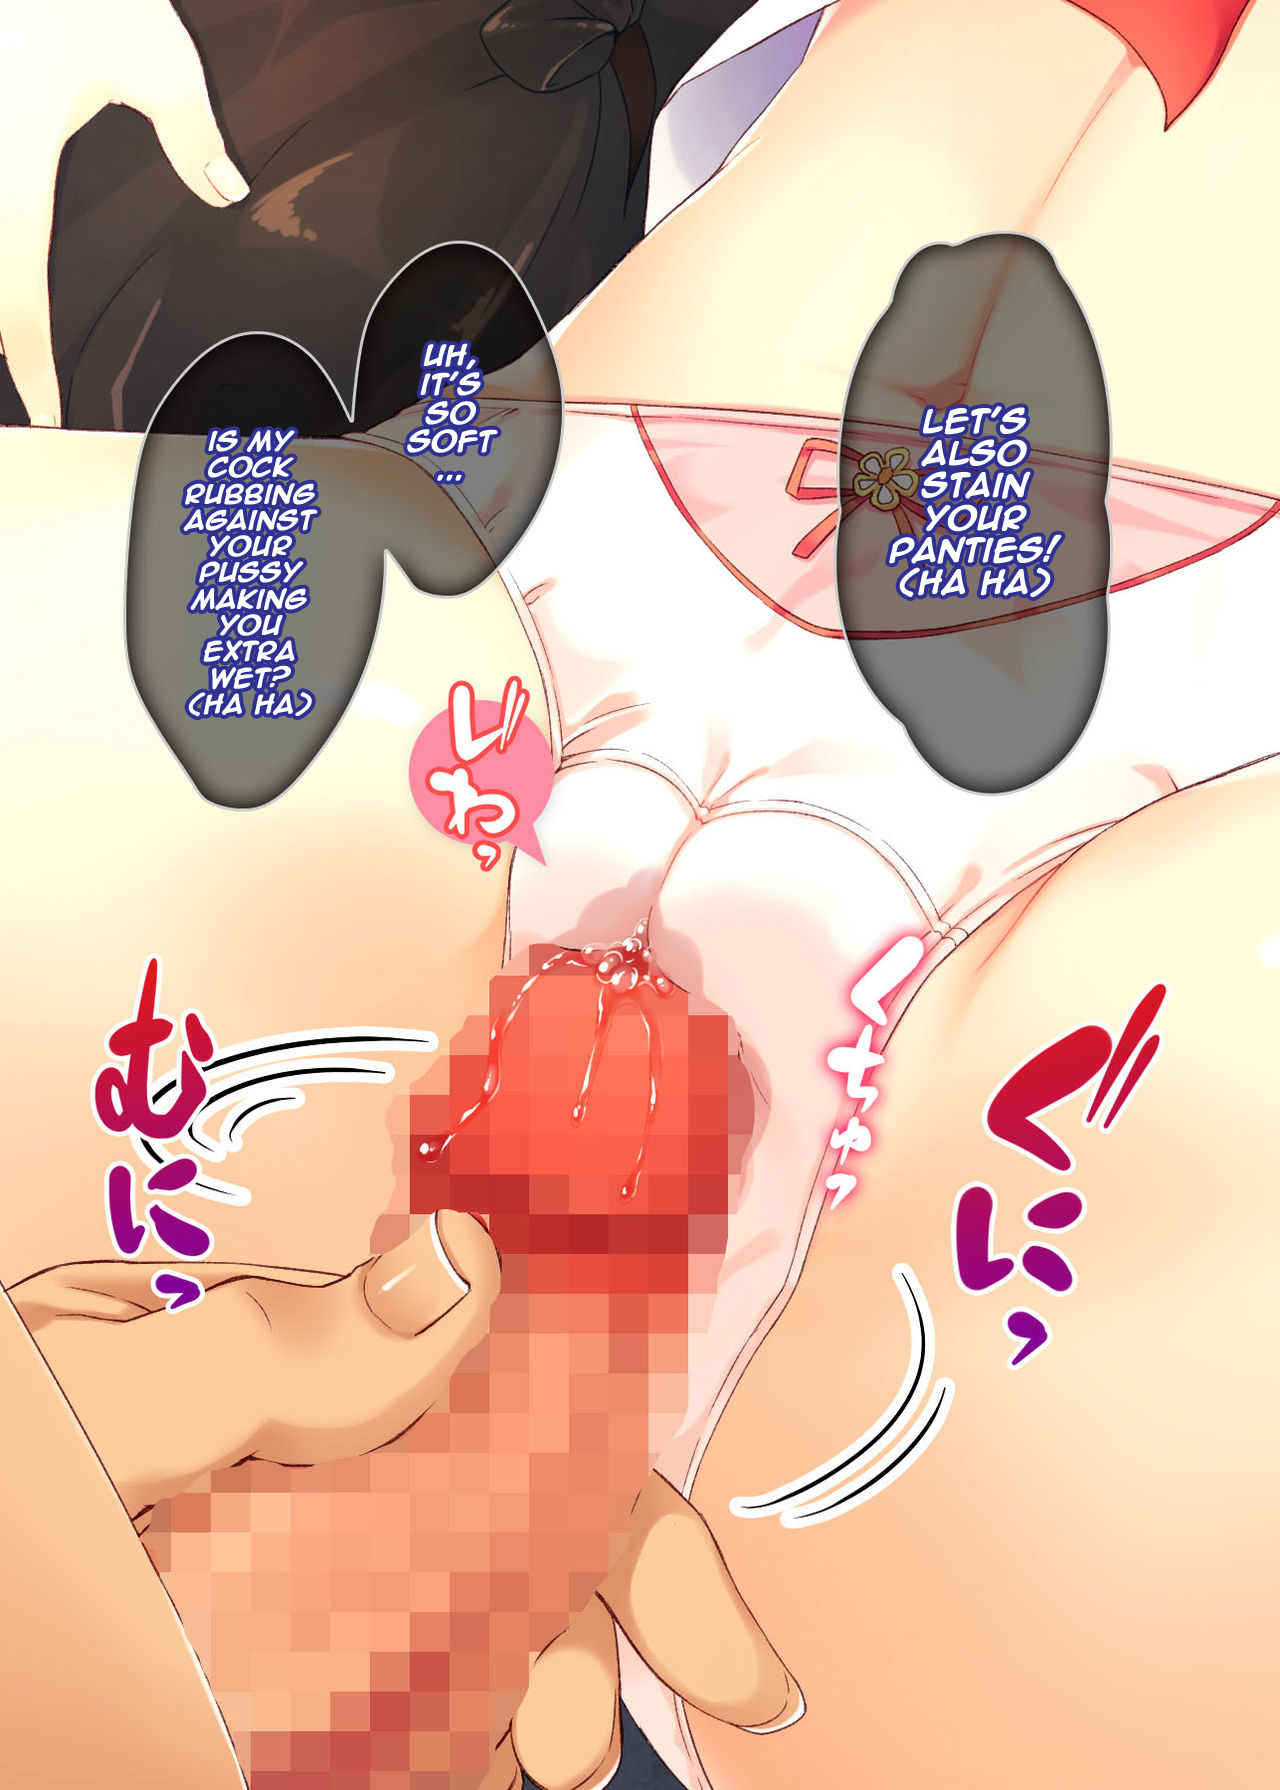 LET'S
ALSO
STAIN
YOUR
PANTIES!
(HA HA)
UH,
IT'S
SO
SOFT
...
IS MY
COCK
RUBBING
AGAINST
YOUR
PUSSY
MAKING
YOU
EXTRA
WET?
(HA HA)
じわっ
くちゅっ
むにっ
ぐにっ